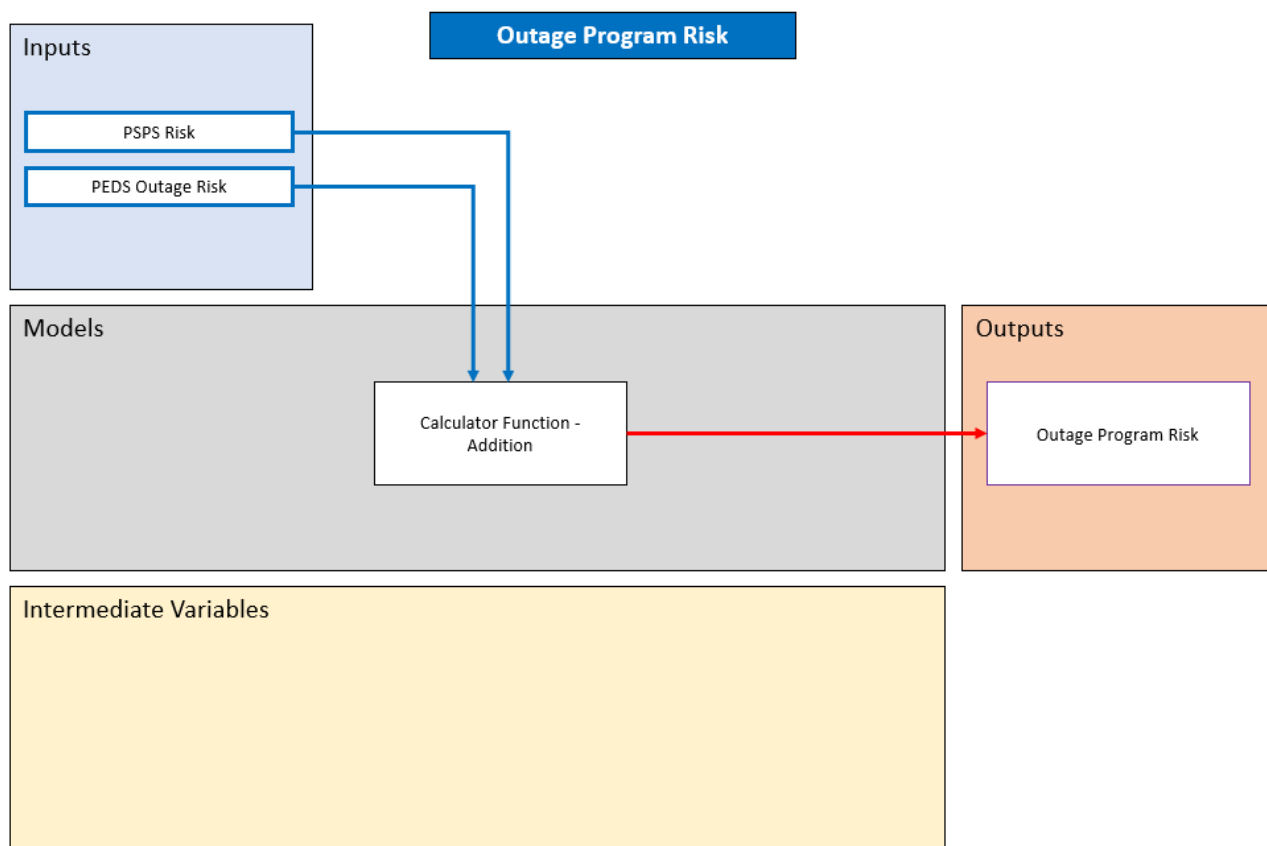 Outage Program Risk
Inputs
PSPS Risk
PEDS Outage Risk
Models
Calculator Function -
Addition
Outputs
Outage Program Risk
Intermediate Variables